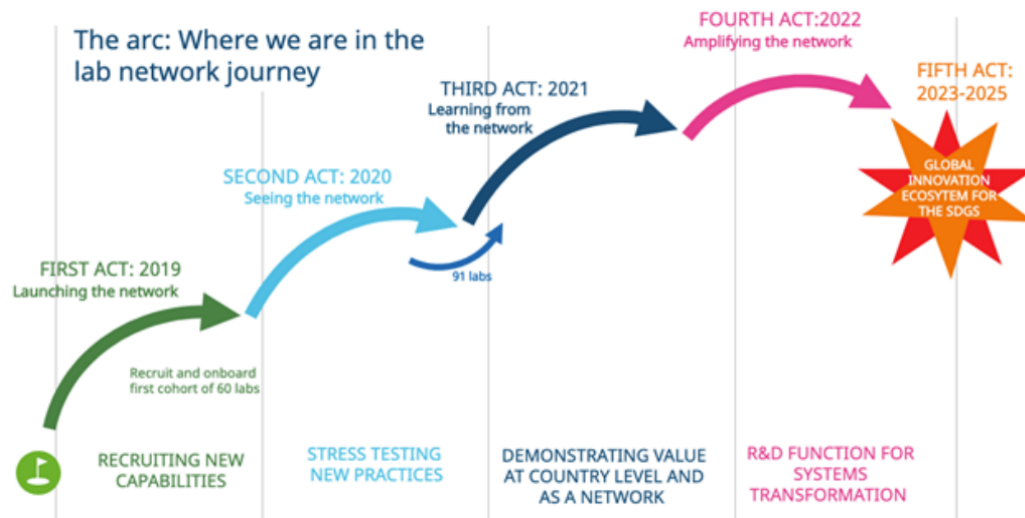 The arc: Where we are in the
lab network journey
FIRST ACT: 2019
Launching the network
Recruit and onboard
first cohort of 60 labs
RECRUITING NEW
CAPABILITIES
SECOND ACT: 2020
Seeing the network
STRESS TESTING
NEW PRACTICES
THIRD ACT: 2021
Learning from
the network
91 labs
DEMONSTRATING VALUE
AT COUNTRY LEVEL AND
AS A NETWORK
FOURTH ACT:2022
Amplifying the network
R&D FUNCTION FOR
SYSTEMS
TRANSFORMATION
FIFTH ACT:
2023-2025
GLOBAL
INNOVATION
ECOSYTEM FOR
THE SDGS